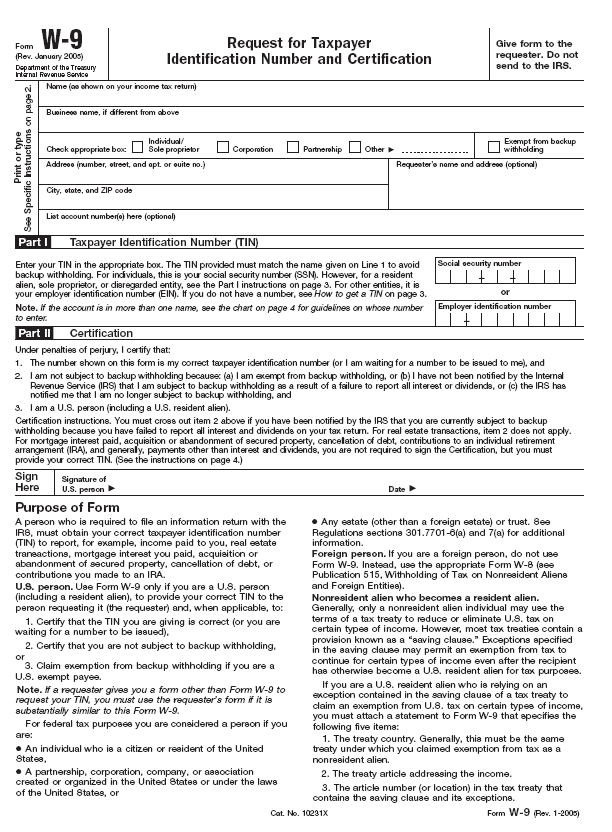 Form W-9
(Rev. January 2005)
Department of the Treasury
Internal Revenue Service
Request for Taxpayer
Identification Number and Certification
Give form to the
requester. Do not
send to the IRS.
Print or type
See Specific Instructions on page 2.
Name (as shown on your income tax return)
Business name, if different from above
Check appropriate box:
Individual/
Sole proprietor
Corporation
Partnership
Other ▶
Exempt from backup
withholding
Address (number, street, and apt. or suite no.)
Requester's name and address (optional)
City, state, and ZIP code
List account number(s) here (optional)
Part I Taxpayer Identification Number (TIN)
Enter your TIN in the appropriate box. The TIN provided must match the name given on Line 1 to avoid
backup withholding. For individuals, this is your social security number (SSN). However, for a resident
alien, sole proprietor, or disregarded entity, see the Part I instructions on page 3. For other entities, it is
your employer identification number (EIN). If you do not have a number, see How to get a TIN on page 3.
Note. If the account is in more than one name, see the chart on page 4 for guidelines on whose number
to enter.
Social security number
or
Employer identification number
Part II Certification
Under penalties of perjury, I certify that:
1. The number shown on this form is my correct taxpayer identification number (or I am waiting for a number to be issued to me), and
2. I am not subject to backup withholding because: (a) I am exempt from backup withholding, or (b) I have not been notified by the Internal
Revenue Service (IRS) that I am subject to backup withholding as a result of a failure to report all interest or dividends, or (c) the IRS has
notified me that I am no longer subject to backup withholding, and
3. I am a U.S. person (including a U.S. resident alien).
Certification instructions. You must cross out item 2 above if you have been notified by the IRS that you are currently subject to backup
withholding because you have failed to report all interest and dividends on your tax return. For real estate transactions, item 2 does not apply.
For mortgage interest paid, acquisition or abandonment of secured property, cancellation of debt, contributions to an individual retirement
arrangement (IRA), and generally, payments other than interest and dividends, you are not required to sign the Certification, but you must
provide your correct TIN. (See the instructions on page 4.)
Sign
Here
Signature of
U.S. person ▶
Date ▶
Purpose of Form
A person who is required to file an information return with the
IRS, must obtain your correct taxpayer identification number
(TIN) to report, for example, income paid to you, real estate
transactions, mortgage interest you paid, acquisition or
abandonment of secured property, cancellation of debt, or
contributions you made to an IRA.
U.S. person. Use Form W-9 only if you are a U.S. person
(including a resident alien), to provide your correct TIN to the
person requesting it (the requester) and, when applicable, to:
1. Certify that the TIN you are giving is correct (or you are
waiting for a number to be issued),
2. Certify that you are not subject to backup withholding,
or
3. Claim exemption from backup withholding if you are a
U.S. exempt payee.
Note. If a requester gives you a form other than Form W-9 to
request your TIN, you must use the requester's form if it is
substantially similar to this Form W-9.
For federal tax purposes you are considered a person if you
are:
● An individual who is a citizen or resident of the United
States,
● A partnership, corporation, company, or association
created or organized in the United States or under the laws
of the United States, or
● Any estate (other than a foreign estate) or trust. See
Regulations sections 301.7701-6(a) and 7(a) for additional
information.
Foreign person. If you are a foreign person, do not use
Form W-9. Instead, use the appropriate Form W-8 (see
Publication 515, Withholding of Tax on Nonresident Aliens
and Foreign Entities).
Nonresident alien who becomes a resident alien.
Generally, only a nonresident alien individual may use the
terms of a tax treaty to reduce or eliminate U.S. tax on
certain types of income. However, most tax treaties contain a
provision known as a "saving clause." Exceptions specified
in the saving clause may permit an exemption from tax to
continue for certain types of income even after the recipient
has otherwise become a U.S. resident alien for tax purposes.
If you are a U.S. resident alien who is relying on an
exception contained in the saving clause of a tax treaty to
claim an exemption from U.S. tax on certain types of income,
you must attach a statement to Form W-9 that specifies the
following five items:
1. The treaty country. Generally, this must be the same
treaty under which you claimed exemption from tax as a
nonresident alien.
2. The treaty article addressing the income.
3. The article number (or location) in the tax treaty that
contains the saving clause and its exceptions.
Cat. No. 10231X
Form W-9 (Rev. 1-2005)